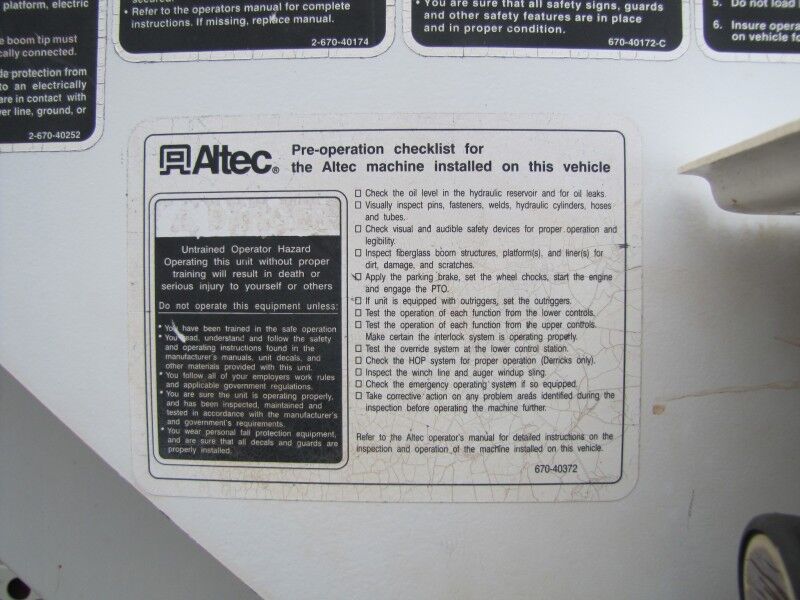 platform, electric
e boom tip must
ically connected.
de protection from
to an electrically
are in contact with
er line, ground, or
2-670-40252
secured.
• Refer to the operators manual for complete
instructions. If missing, replace manual.
2-670-40174
• You are sure that all safety signs, guards
and other safety features are in place
and in proper condition.
670-40172-C
5. Do not load
6. Insure opera
on vehicle fo
Altec®
Pre-operation checklist for
the Altec machine installed on this vehicle
Untrained Operator Hazard
Operating this unit without proper
training will result in death or
serious injury to yourself or others
Do not operate this equipment unless:
• You have been trained in the safe operation
• You read, understand and follow the safety
and operating instructions found in the
manufacturer's manuals, unit decals, and
other materials provided with this unit.
• You follow all of your employers work rules
and applicable government regulations.
• You are sure the unit is operating properly,
and has been inspected, maintained and
tested in accordance with the manufacturer's
and government's requirements.
• You wear personal fall protection equipment,
and are sure that all decals and guards are
properly installed.
☐ Check the oil level in the hydraulic reservoir and for oil leaks.
☐ Visually inspect pins, fasteners, welds, hydraulic cylinders, hoses
and tubes.
☐ Check visual and audible safety devices for proper operation and
legibility.
☐ Inspect fiberglass boom structures, platform(s), and liner(s) for
dirt, damage, and scratches.
☐ Apply the parking brake, set the wheel chocks, start the engine
and engage the PTO.
☐ If unit is equipped with outriggers, set the outriggers.
☐ Test the operation of each function from the lower controls.
☐ Test the operation of each function from the upper controls.
Make certain the interlock system is operating properly.
☐ Test the override system at the lower control station.
☐ Check the HOP system for proper operation (Derricks only).
☐ Inspect the winch line and auger windup sling.
☐ Check the emergency operating system if so equipped.
☐ Take corrective action on any problem areas identified during the
inspection before operating the machine further.
Refer to the Altec operator's manual for detailed instructions on the
inspection and operation of the machine installed on this vehicle.
670-40372